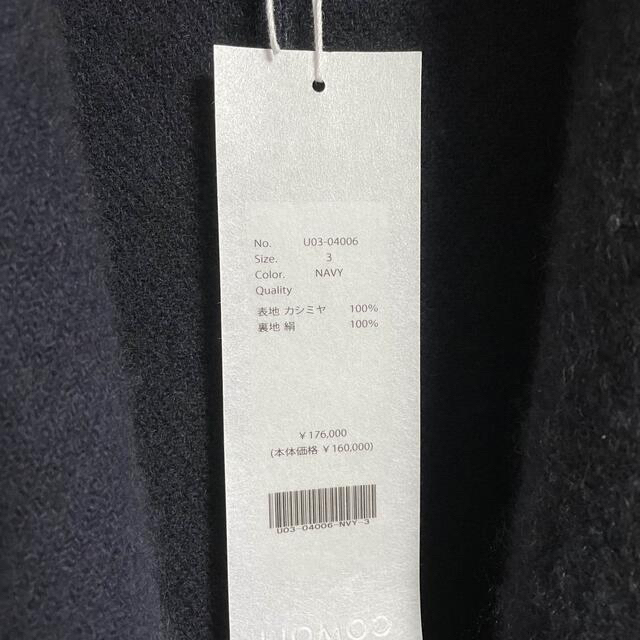 No. U03-04006
Size. 3
Color. NAVY
Quality
表地 カシミヤ 100%
裏地 絹 100%
¥176,000
(本体価格 ¥160,000)
U03-04006-NVY-3